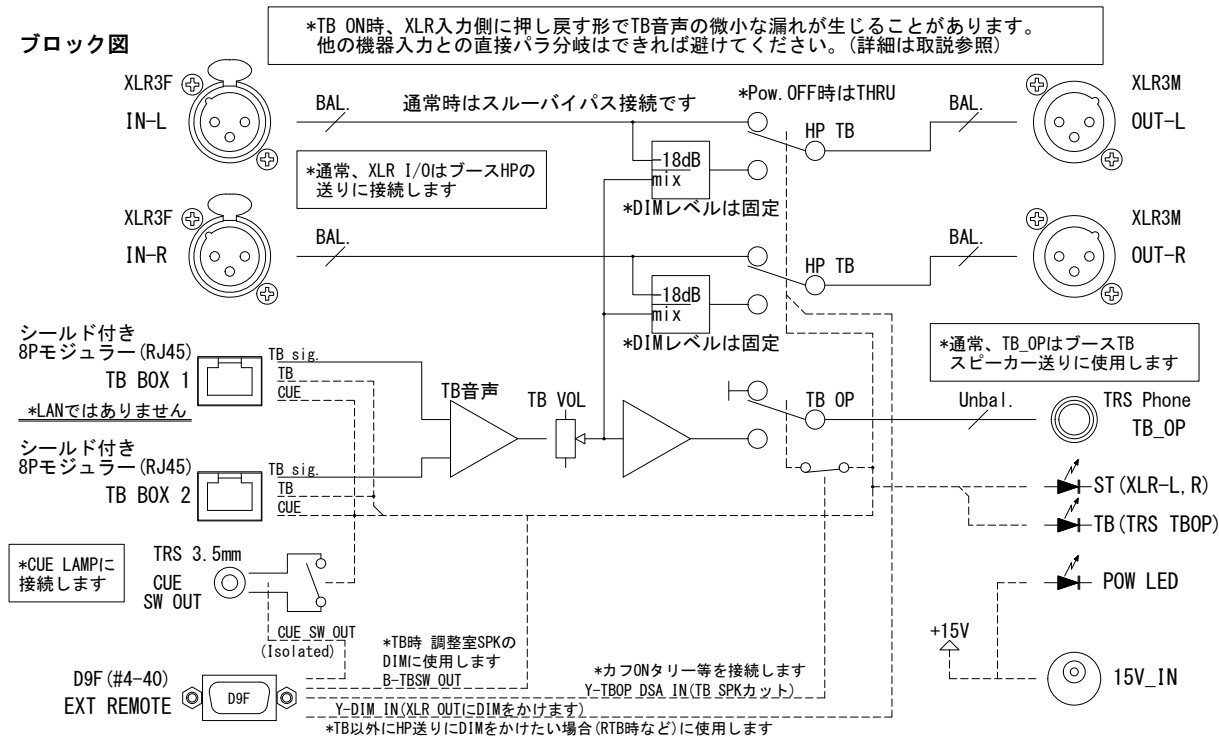 *TB ON時、XLR入力側に押し戻す形でTB音声の微小な漏れが生じることがあります。
他の機器入力との直接パラ分岐はできれば避けてください。(詳細は取説参照)
ブロック図
XLR3F
IN-L
BAL.
通常時はスルーバイパス接続です
*Pow.OFF時はTHRU
HP TB
BAL.
XLR3M
OUT-L
-18dB
mix
*DIMレベルは固定
*通常、XLR I/OはブースHPの
送りに接続します
XLR3F
IN-R
BAL.
HP TB
BAL.
XLR3M
OUT-R
-18dB
mix
*DIMレベルは固定
シールド付き
8Pモジュラー(RJ45)
TB BOX 1
*LANではありません
TB sig.
TB
CUE
TB音声
TB VOL
TB OP
*通常、TB_OPはブースTB
スピーカー送りに使用します
Unbal.
TRS Phone
TB_OP
シールド付き
8Pモジュラー(RJ45)
TB BOX 2
TB sig.
TB
CUE
ST(XLR-L,R)
TB(TRS TBOP)
*CUE LAMPに
接続します
TRS 3.5mm
CUE
SW OUT
POW LED
CUE SW OUT
(Isolated)
*TB時 調整室SPKの
DIMに使用します
B-TBSW OUT
*カフONタリー等を接続します
Y-TBOP DSA IN(TB SPKカット)
+15V
15V_IN
D9F(#4-40)
EXT REMOTE
D9F
Y-DIM IN(XLR OUTにDIMをかけます)
*TB以外にHP送りにDIMをかけたい場合(RTB時など)に使用します